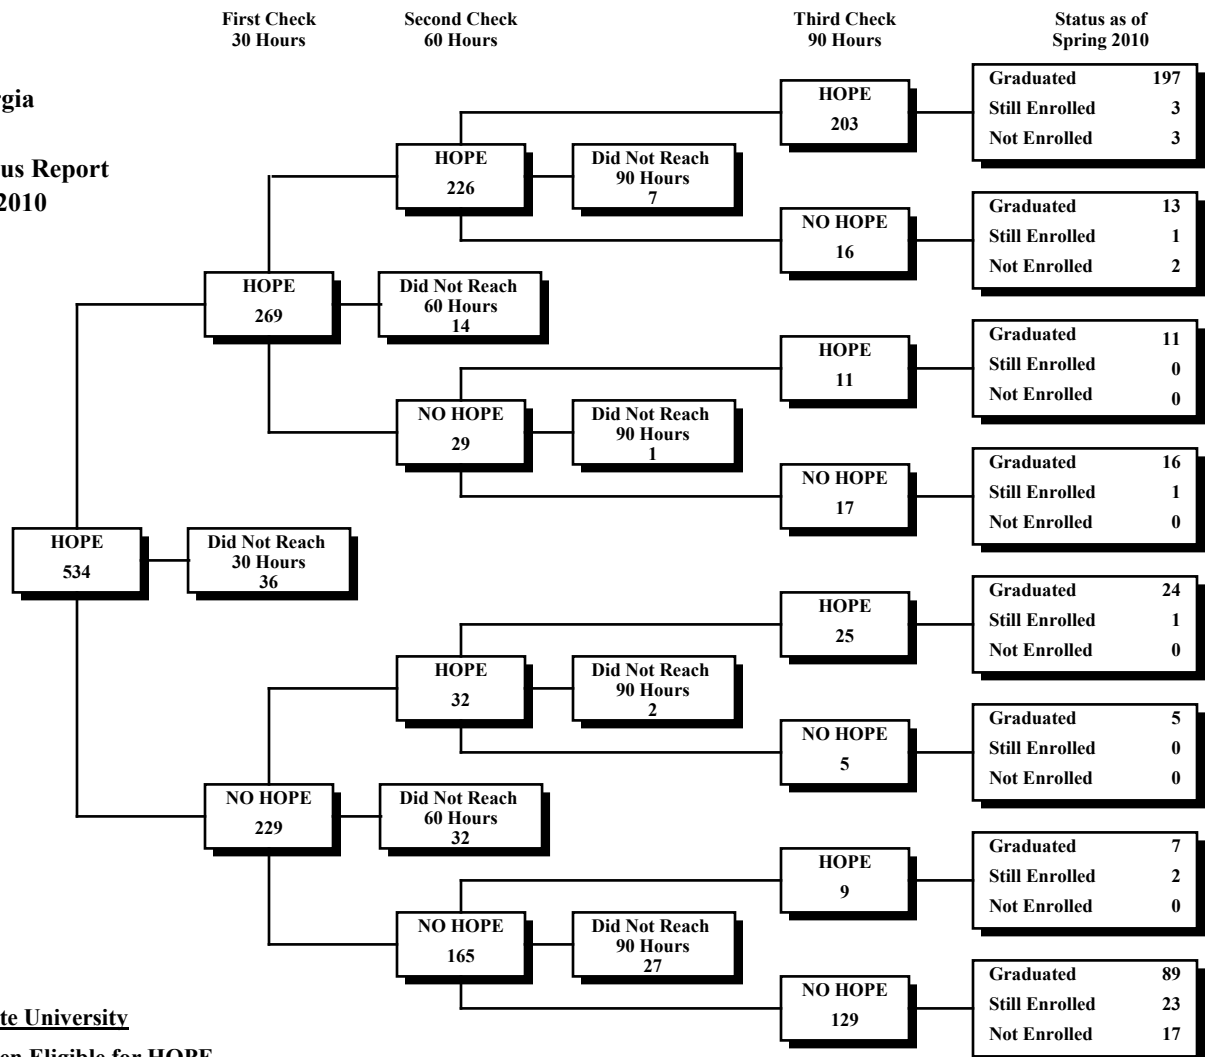 First Check
30 Hours
Second Check
60 Hours
Third Check
90 Hours
Status as of
Spring 2010
rgia
us Report
2010
HOPE
534
Did Not Reach
30 Hours
36
HOPE
269
Did Not Reach
60 Hours
14
NO HOPE
229
Did Not Reach
60 Hours
32
HOPE
226
Did Not Reach
90 Hours
7
NO HOPE
29
Did Not Reach
90 Hours
1
HOPE
32
Did Not Reach
90 Hours
2
NO HOPE
165
Did Not Reach
90 Hours
27
HOPE
203
Graduated 197
Still Enrolled 3
Not Enrolled 3
NO HOPE
16
Graduated 13
Still Enrolled 1
Not Enrolled 2
HOPE
11
Graduated 11
Still Enrolled 0
Not Enrolled 0
NO HOPE
17
Graduated 16
Still Enrolled 1
Not Enrolled 0
HOPE
25
Graduated 24
Still Enrolled 1
Not Enrolled 0
NO HOPE
5
Graduated 5
Still Enrolled 0
Not Enrolled 0
HOPE
9
Graduated 7
Still Enrolled 2
Not Enrolled 0
NO HOPE
129
Graduated 89
Still Enrolled 23
Not Enrolled 17
te University
en Eligible for HOPE